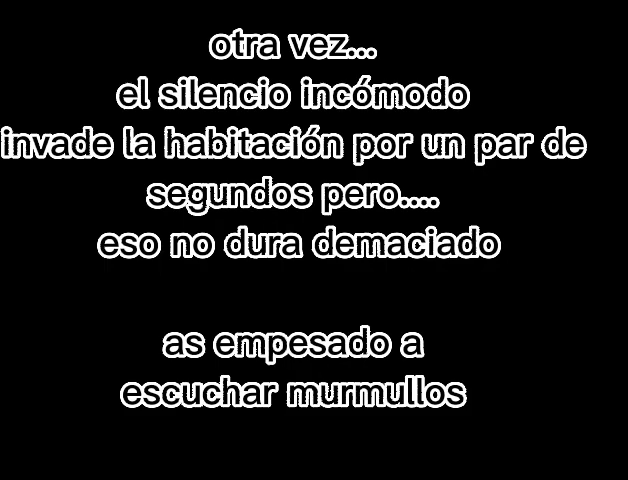 otra vez...
el silencio incómodo
invade la habitación por un par de
segundos pero....
eso no dura demaciado
as empesado a
escuchar murmullos